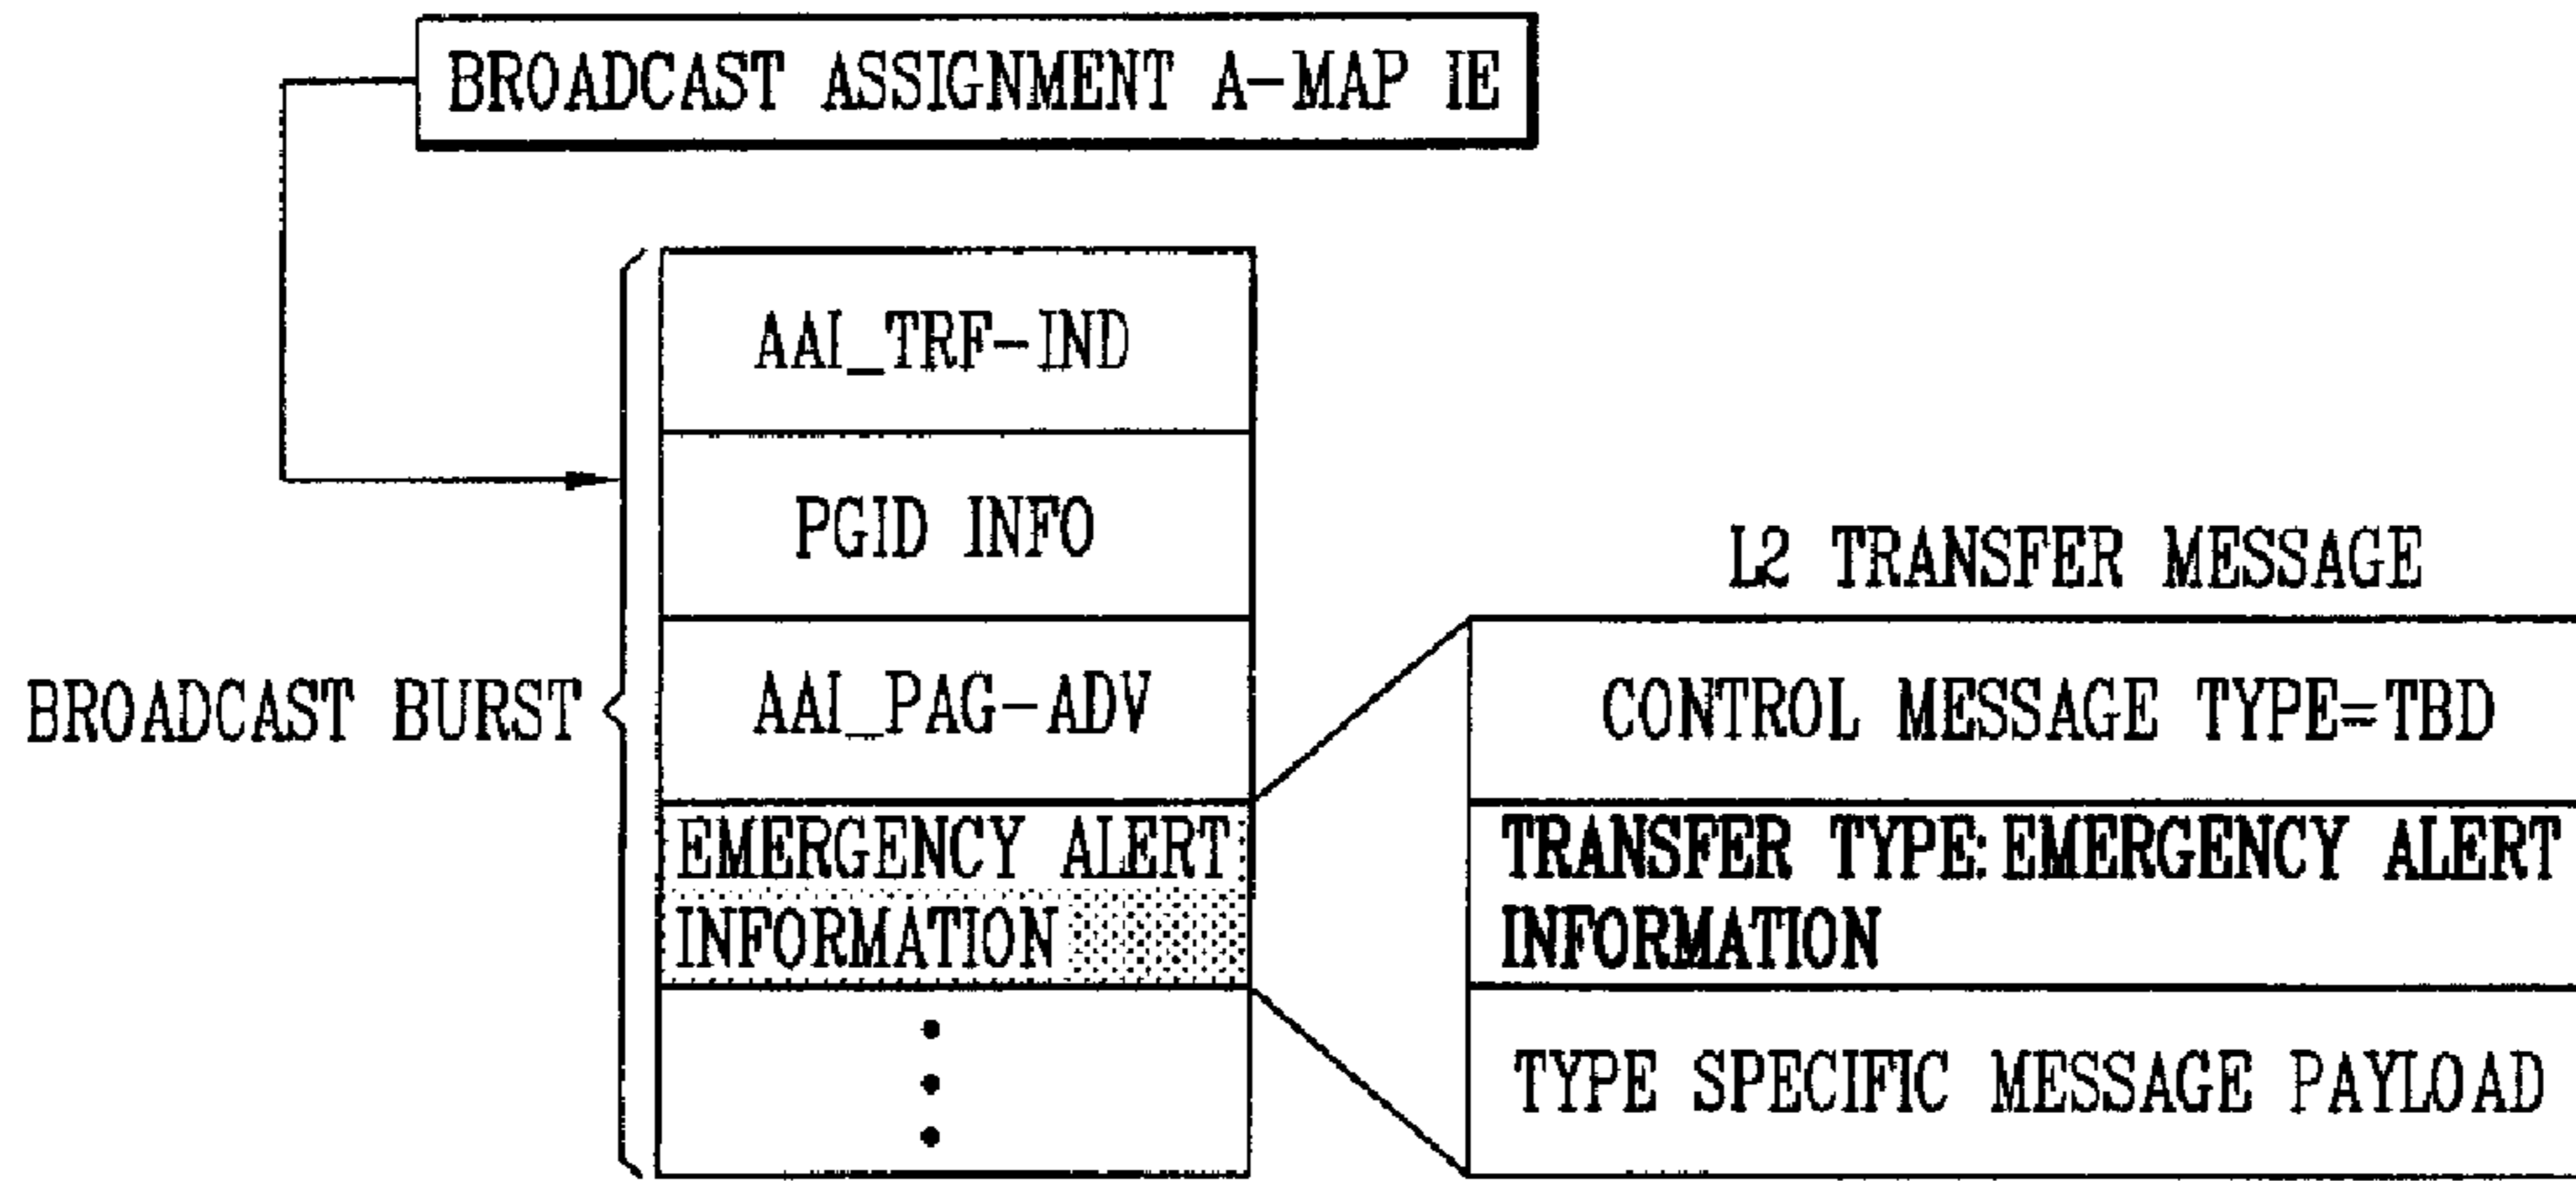 BROADCAST ASSIGNMENT A-MAP IE
AAI_TRF-IND
PGID INFO
BROADCAST BURST
AAI_PAG-ADV
EMERGENCY ALERT
INFORMATION
L2 TRANSFER MESSAGE
CONTROL MESSAGE TYPE=TBD
TRANSFER TYPE:EMERGENCY ALERT
INFORMATION
TYPE SPECIFIC MESSAGE PAYLOAD